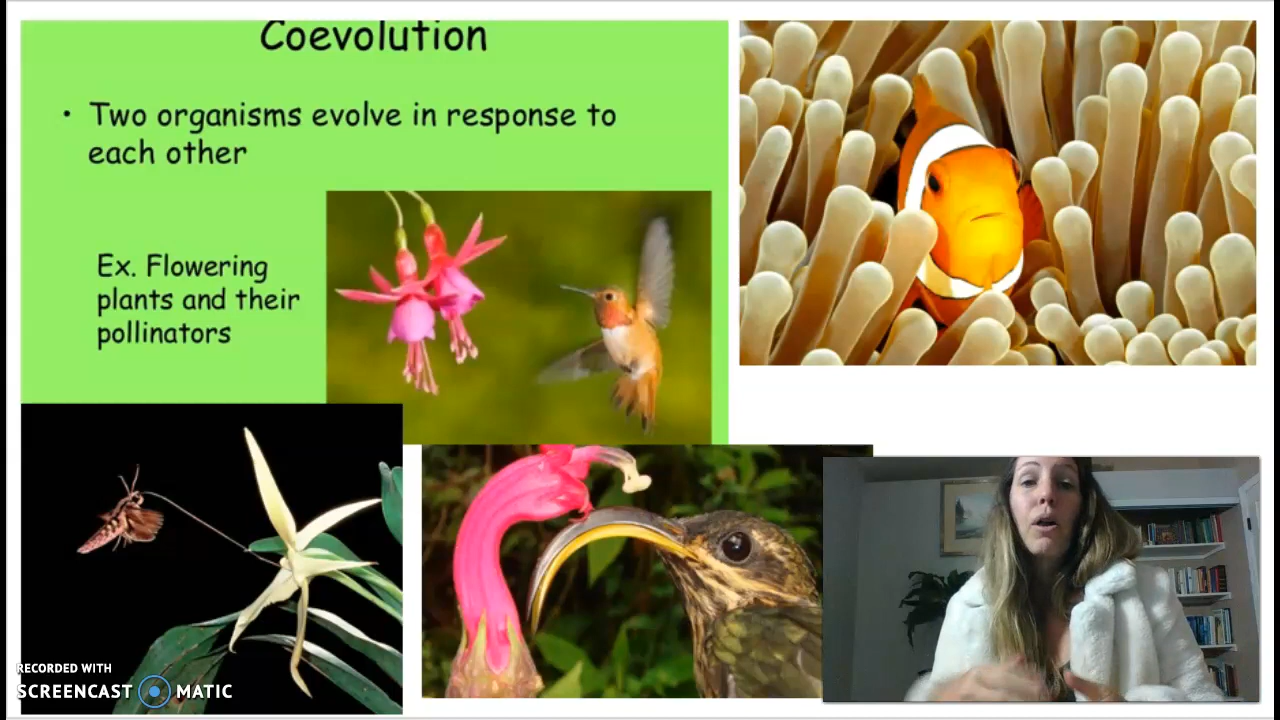 Coevolution
• Two organisms evolve in response to
each other
Ex. Flowering
plants and their
pollinators
RECORDED WITH
SCREENCAST MATIC